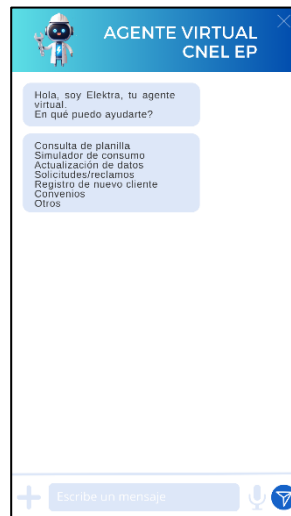 AGENTE VIRTUAL
CNEL EP
Hola, soy Elektra, tu agente
virtual.
En qué puedo ayudarte?
Consulta de planilla
Simulador de consumo
Actualización de datos
Solicitudes/reclamos
Registro de nuevo cliente
Convenios
Otros
Escribe un mensaje